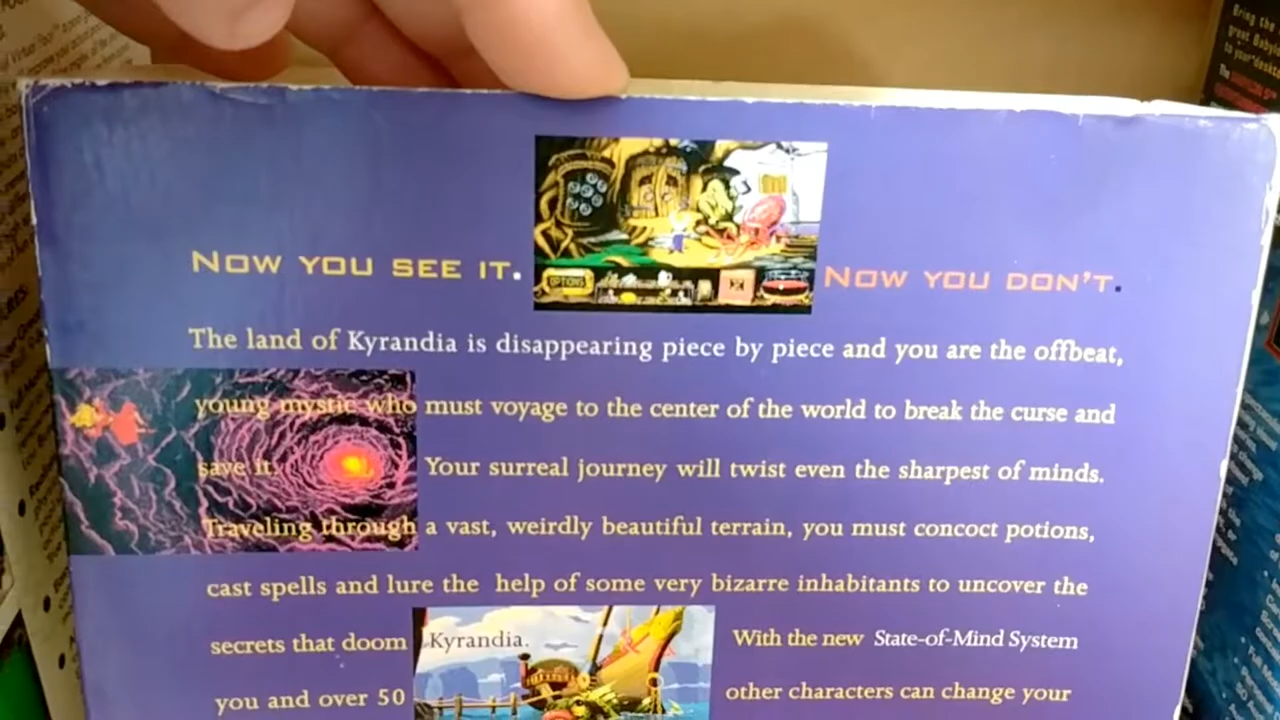 NOW YOU SEE IT. NOW YOU DON'T.
The land of Kyrandia is disappearing piece by piece and you are the offbeat,
young mystic who must voyage to the center of the world to break the curse and
save it. Your surreal journey will twist even the sharpest of minds.
Traveling through a vast, weirdly beautiful terrain, you must concoct potions,
cast spells and lure the help of some very bizarre inhabitants to uncover the
secrets that doom Kyrandia. With the new State-of-Mind System
you and over 50 other characters can change your
OPTIONS
Bring the